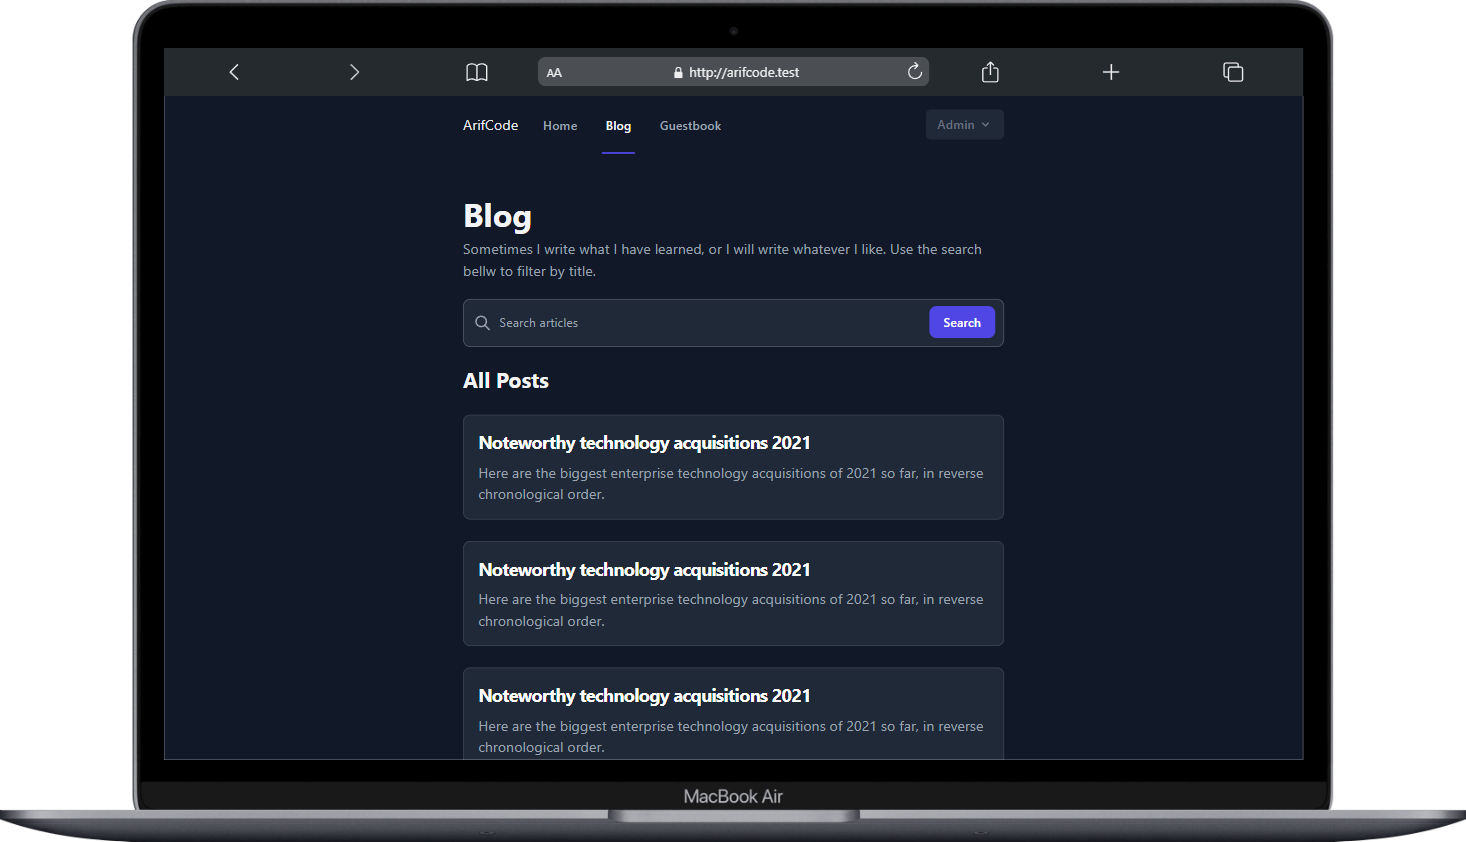 AA http://arifcode.test
ArifCode Home Blog Guestbook Admin
Blog
Sometimes I write what I have learned, or I will write whatever I like. Use the search
bellw to filter by title.
Search articles Search
All Posts
Noteworthy technology acquisitions 2021
Here are the biggest enterprise technology acquisitions of 2021 so far, in reverse
chronological order.
Noteworthy technology acquisitions 2021
Here are the biggest enterprise technology acquisitions of 2021 so far, in reverse
chronological order.
Noteworthy technology acquisitions 2021
Here are the biggest enterprise technology acquisitions of 2021 so far, in reverse
chronological order.
MacBook Air